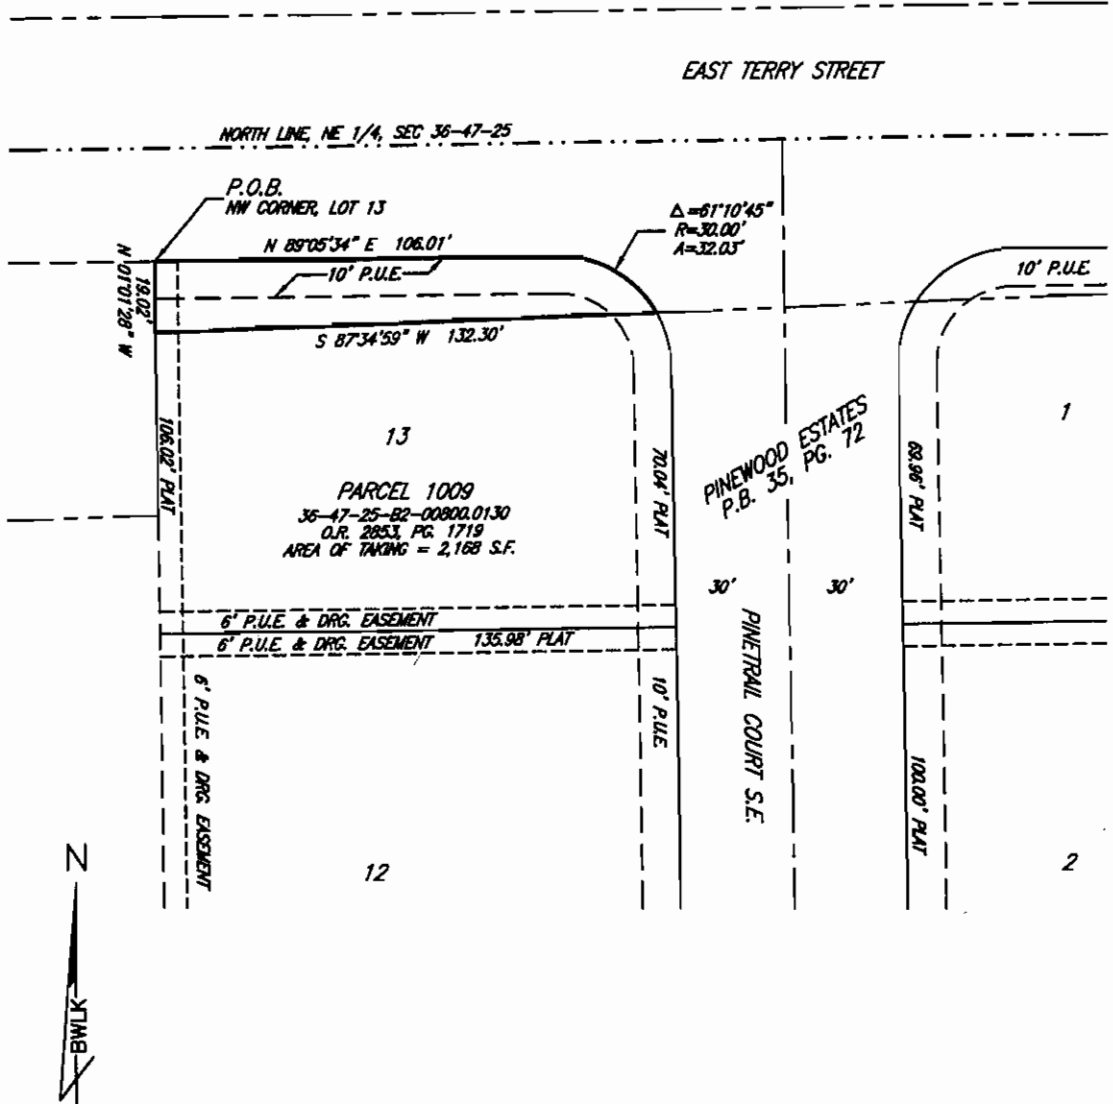 EAST TERRY STREET
NORTH LINE, NE 1/4, SEC 36-47-25
P.O.B.
NW CORNER, LOT 13
Δ=61°10'45"
R=30.00'
A=32.03'
N 89°05'34" E 106.01'
10' P.U.E.
10' P.U.E.
N 01°01'28" W
19.02'
S 87°34'59" W 132.30'
13
1
PINEWOOD ESTATES
P.B. 35, PG. 72
106.02' PLAT
70.04' PLAT
69.96' PLAT
PARCEL 1009
36-47-25-B2-00800.0130
O.R. 2853, PG. 1719
AREA OF TAKING = 2,168 S.F.
30'
30'
6' P.U.E. & DRG. EASEMENT
6' P.U.E. & DRG. EASEMENT 135.98' PLAT
6' P.U.E. & DRG. EASEMENT
10' P.U.E.
PINETRAIL COURT S.E.
100.00' PLAT
12
2
N
BWLK